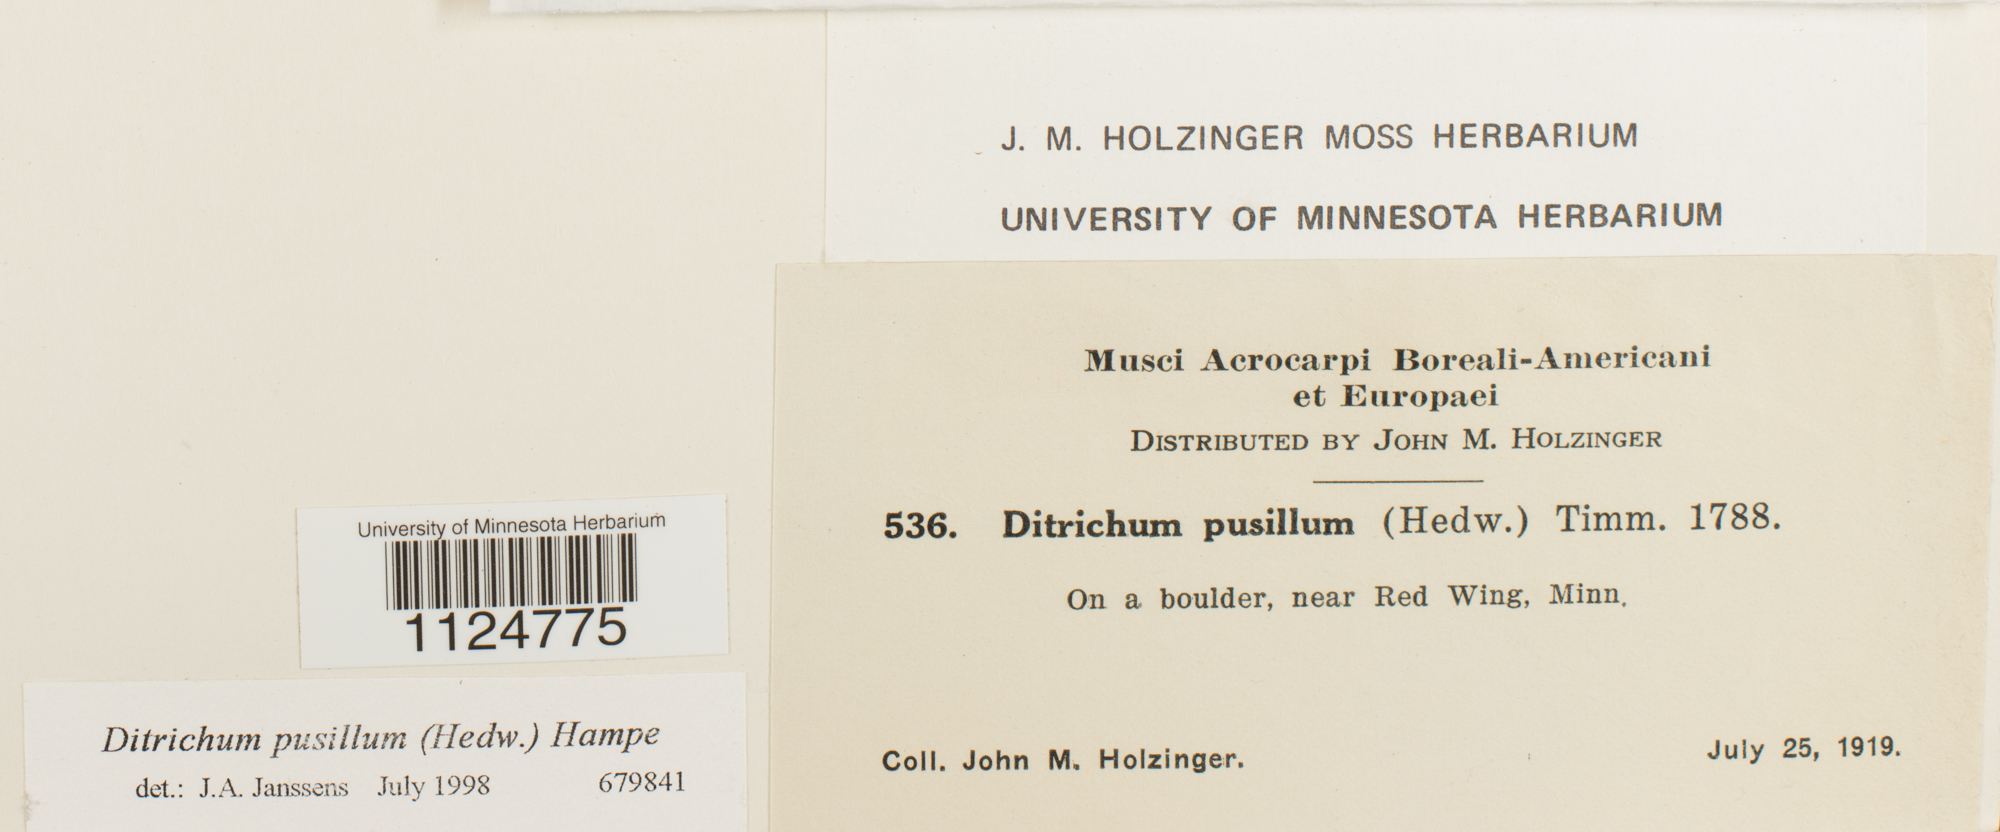 J. M. HOLZINGER MOSS HERBARIUM
UNIVERSITY OF MINNESOTA HERBARIUM
Musci Acrocarpi Boreali-Americani
et Europaei
DISTRIBUTED BY JOHN M. HOLZINGER
536. Ditrichum pusillum (Hedw.) Timm. 1788.
On a boulder, near Red Wing, Minn.
Coll. John M. Holzinger. July 25, 1919.
University of Minnesota Herbarium
1124775
Ditrichum pusillum (Hedw.) Hampe
det.: J.A. Janssens July 1998 679841